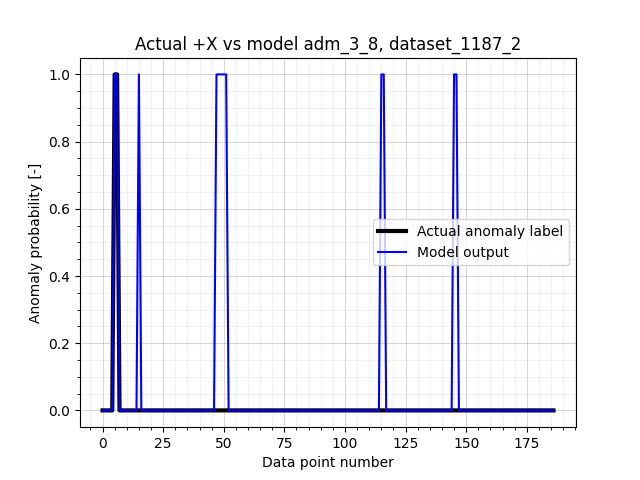 Actual +X vs model adm_3_8, dataset_1187_2
Anomaly probability [-]
1.0
0.8
0.6
0.4
0.2
0.0
Actual anomaly label
Model output
0 25 50 75 100 125 150 175
Data point number